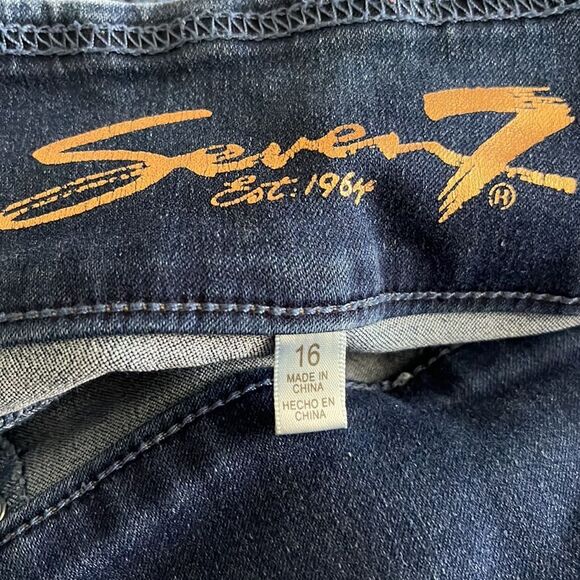 Seven7
Est. 1964
®
16
MADE IN
CHINA
HECHO EN
CHINA